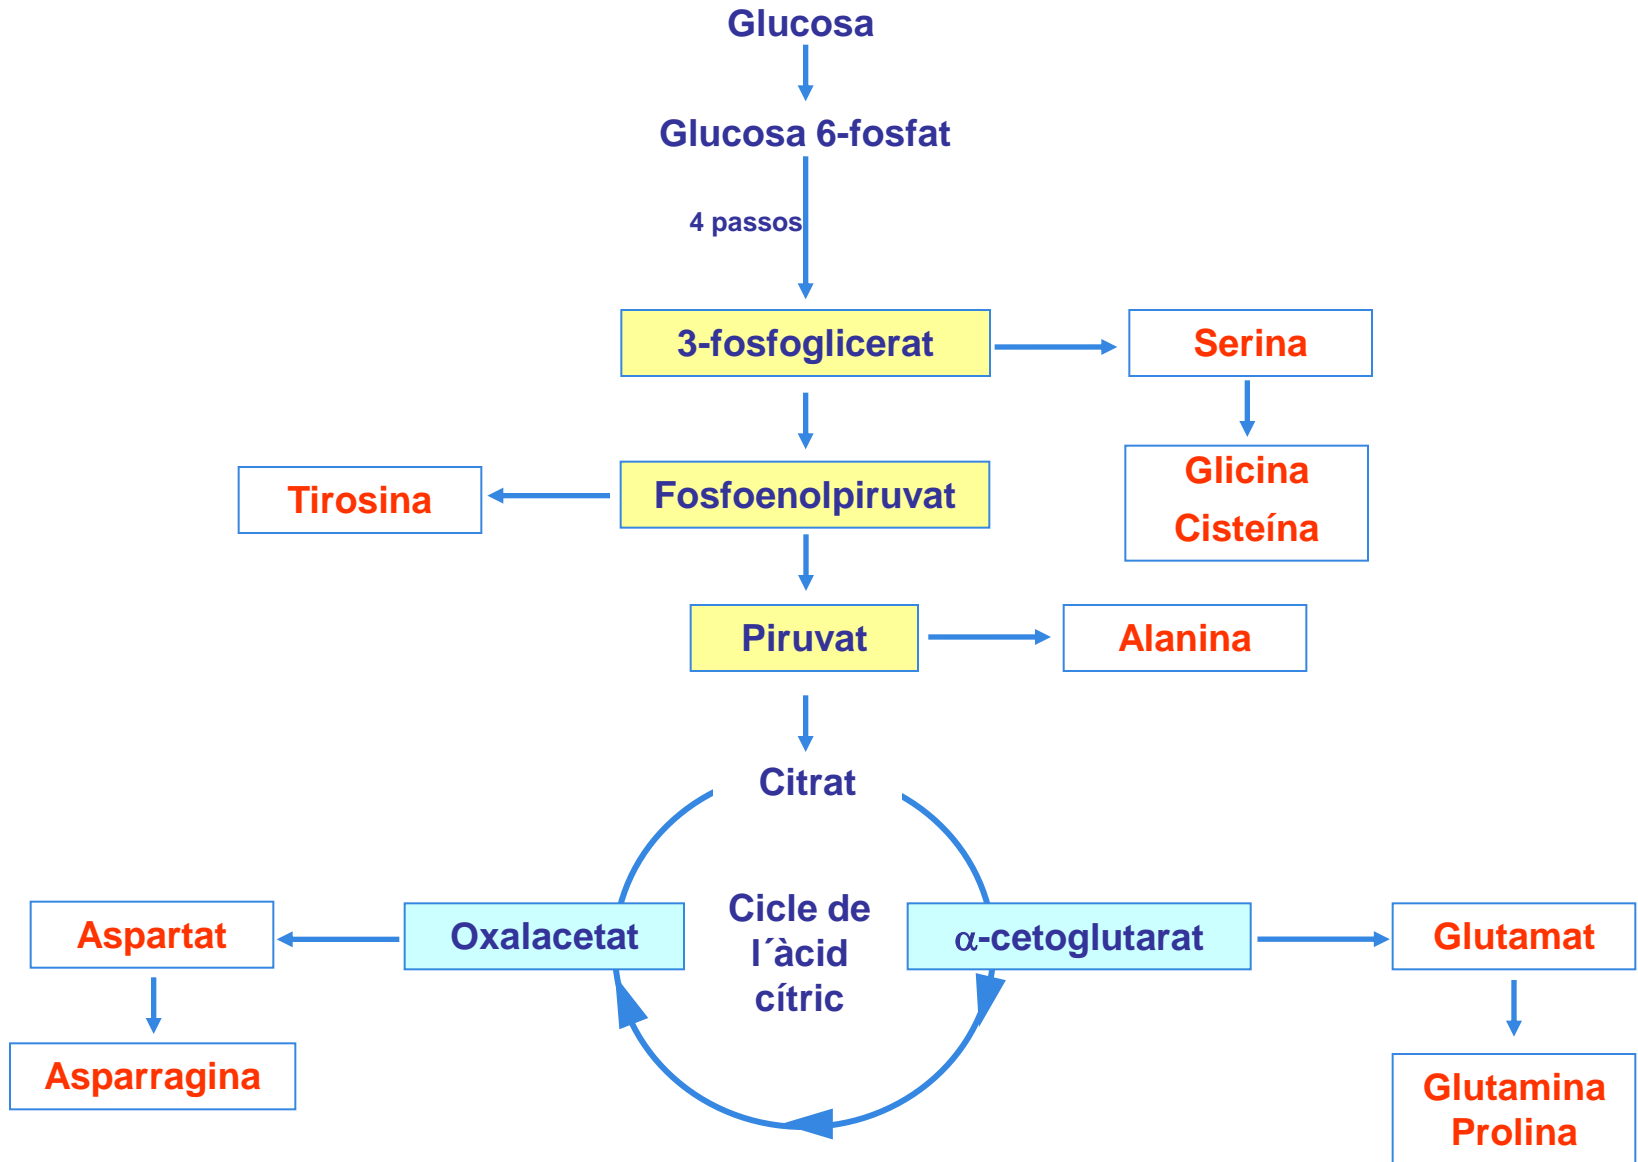 Glucosa
Glucosa 6-fosfat
4 passos
3-fosfoglicerat
Serina
Glicina
Cisteína
Tirosina
Fosfoenolpiruvat
Piruvat
Alanina
Citrat
Cicle de
l´àcid
cítric
Aspartat
Oxalacetat
α-cetoglutarat
Glutamat
Asparragina
Glutamina
Prolina